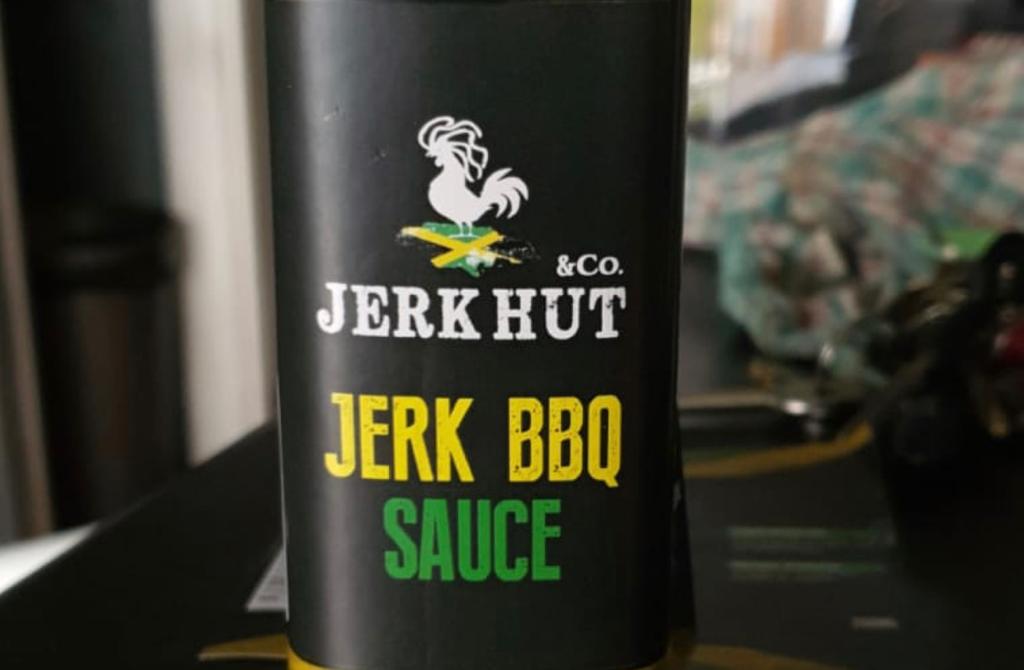 &Co.
JERK HUT
JERK BBQ
SAUCE